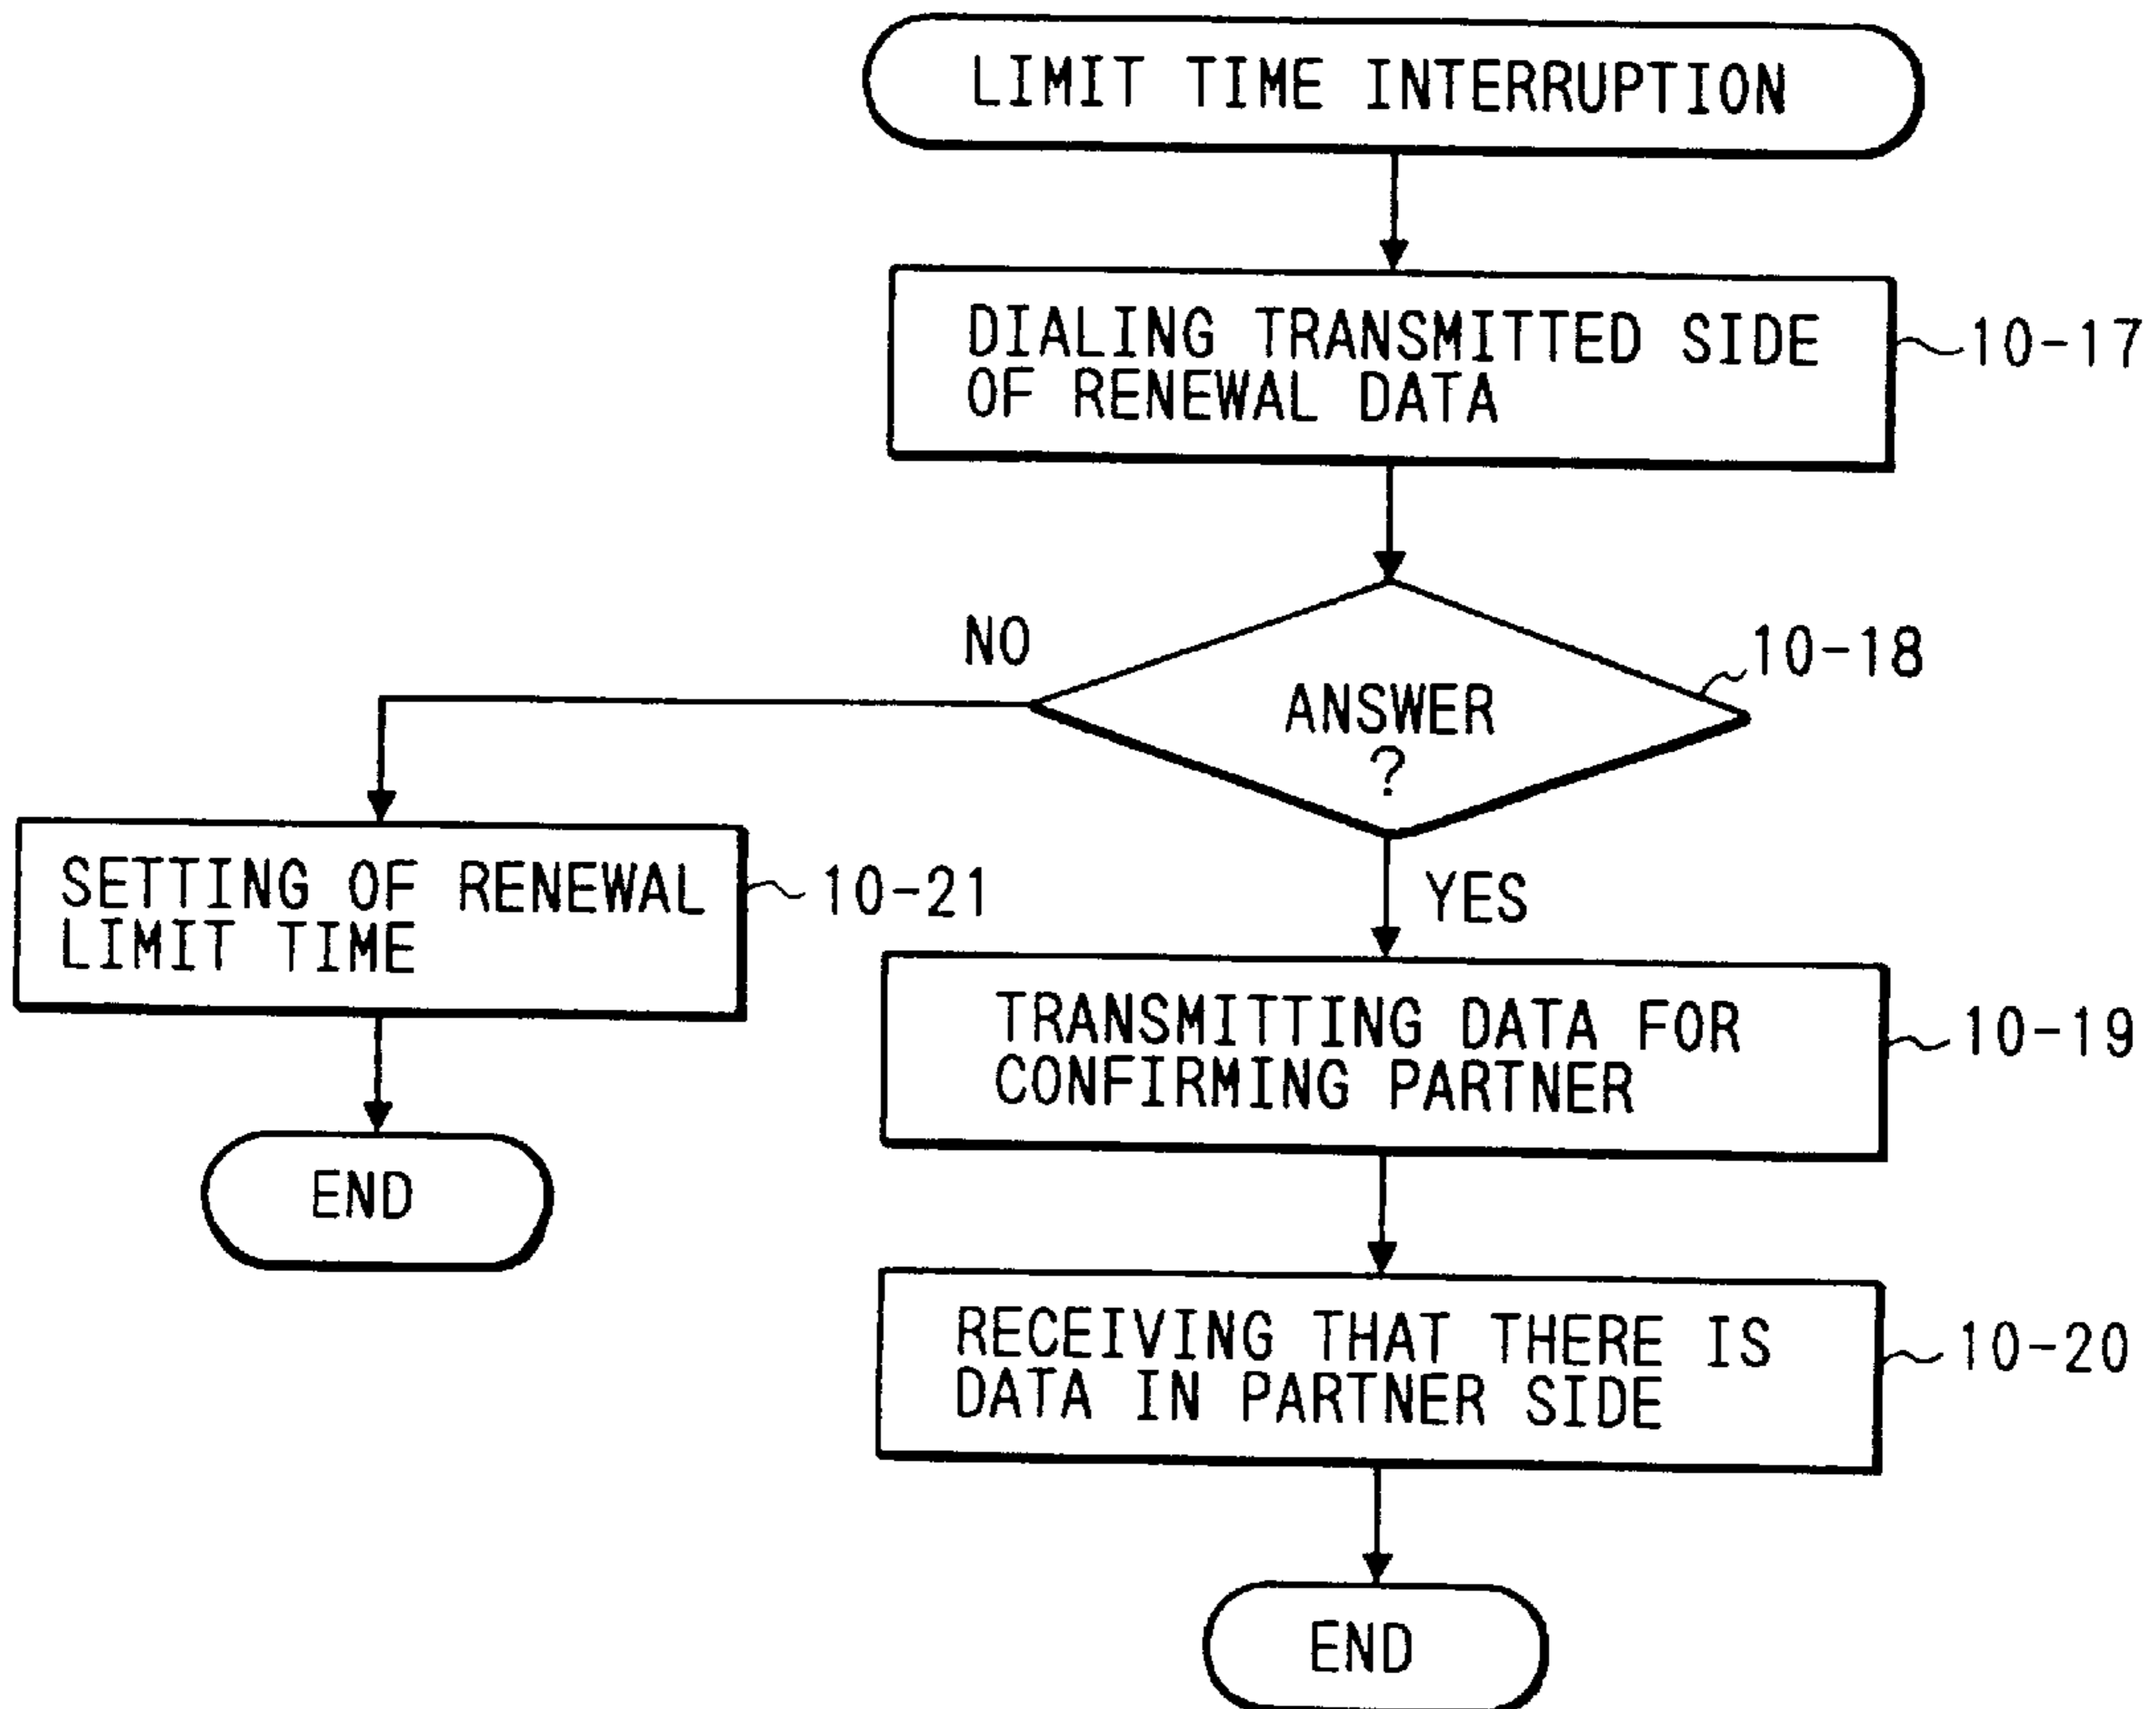 LIMIT TIME INTERRUPTION
DIALING TRANSMITTED SIDE
OF RENEWAL DATA
10-17
NO
10-18
ANSWER
?
SETTING OF RENEWAL
LIMIT TIME
10-21
YES
TRANSMITTING DATA FOR
CONFIRMING PARTNER
10-19
END
RECEIVING THAT THERE IS
DATA IN PARTNER SIDE
10-20
END